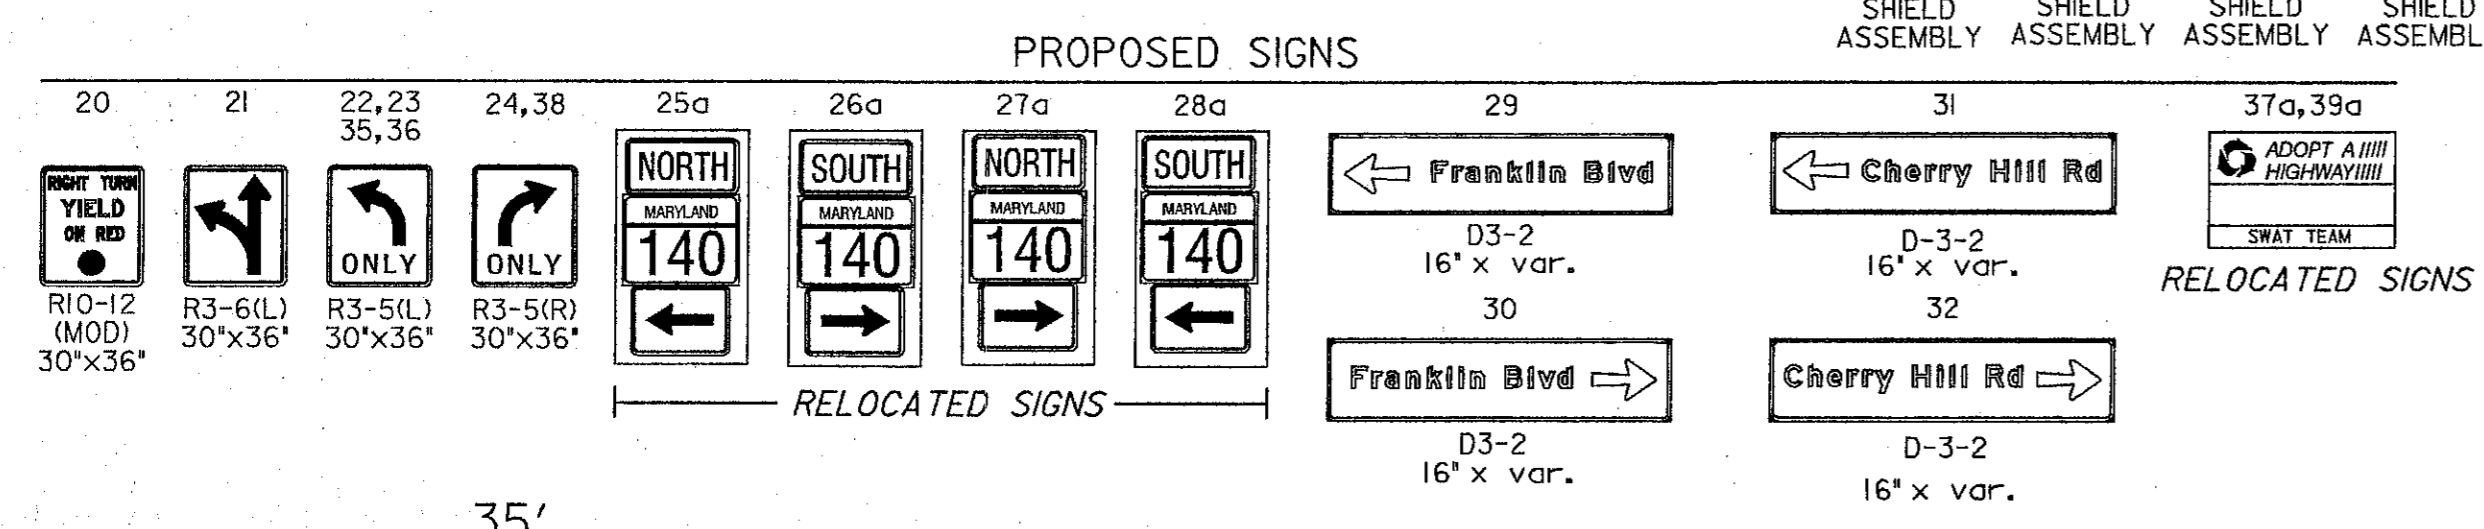 SHIELD SHIELD SHIELD SHIELD
ASSEMBLY ASSEMBLY ASSEMBLY ASSEMBL
PROPOSED SIGNS
20
RIGHT TURN
YIELD
ON RED
R10-12
(MOD)
30"x36"
21
R3-6(L)
30"x36"
22,23
35,36
ONLY
R3-5(L)
30"x36"
24,38
ONLY
R3-5(R)
30"x36"
25a
NORTH
MARYLAND
140
26a
SOUTH
MARYLAND
140
27a
NORTH
MARYLAND
140
28a
SOUTH
MARYLAND
140
RELOCATED SIGNS
29
Franklin Blvd
D3-2
16" x var.
30
Franklin Blvd
D3-2
16" x var.
31
Cherry Hill Rd
D-3-2
16" x var.
32
Cherry Hill Rd
D-3-2
16" x var.
37a,39a
ADOPT A
HIGHWAY
SWAT TEAM
RELOCATED SIGNS
35'